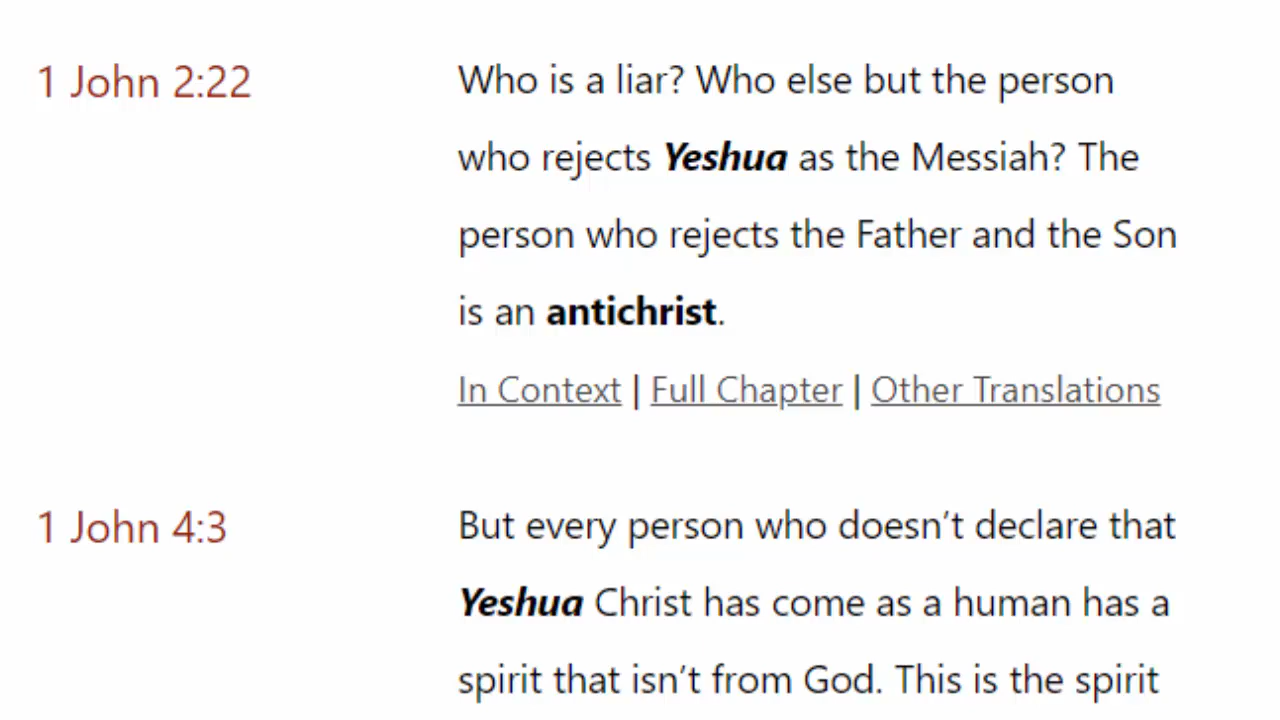 1 John 2:22
Who is a liar? Who else but the person
who rejects Yeshua as the Messiah? The
person who rejects the Father and the Son
is an antichrist.
In Context | Full Chapter | Other Translations
1 John 4:3
But every person who doesn’t declare that
Yeshua Christ has come as a human has a
spirit that isn’t from God. This is the spirit